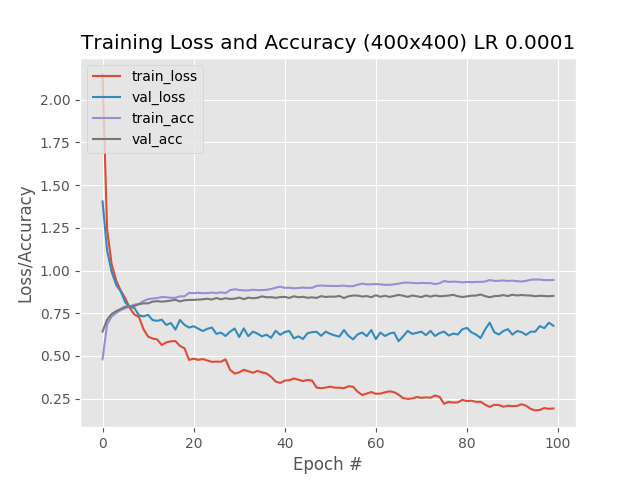 Training Loss and Accuracy (400x400) LR 0.0001
train_loss
val_loss
train_acc
val_acc
2.00
1.75
1.50
1.25
1.00
0.75
0.50
0.25
Loss/Accuracy
0 20 40 60 80 100
Epoch #